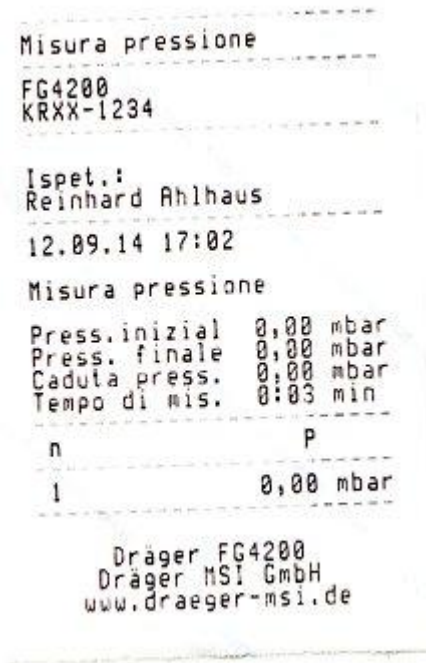 Misura pressione
FG4200
KRXX-1234
Ispet.:
Reinhard Ahlhaus
12.09.14 17:02
Misura pressione
Press.inizial 0,00 mbar
Press. finale 0,00 mbar
Caduta press. 0,00 mbar
Tempo di mis. 0:03 min
n P
1 0,00 mbar
Dräger FG4200
Dräger MSI GmbH
www.draeger-msi.de